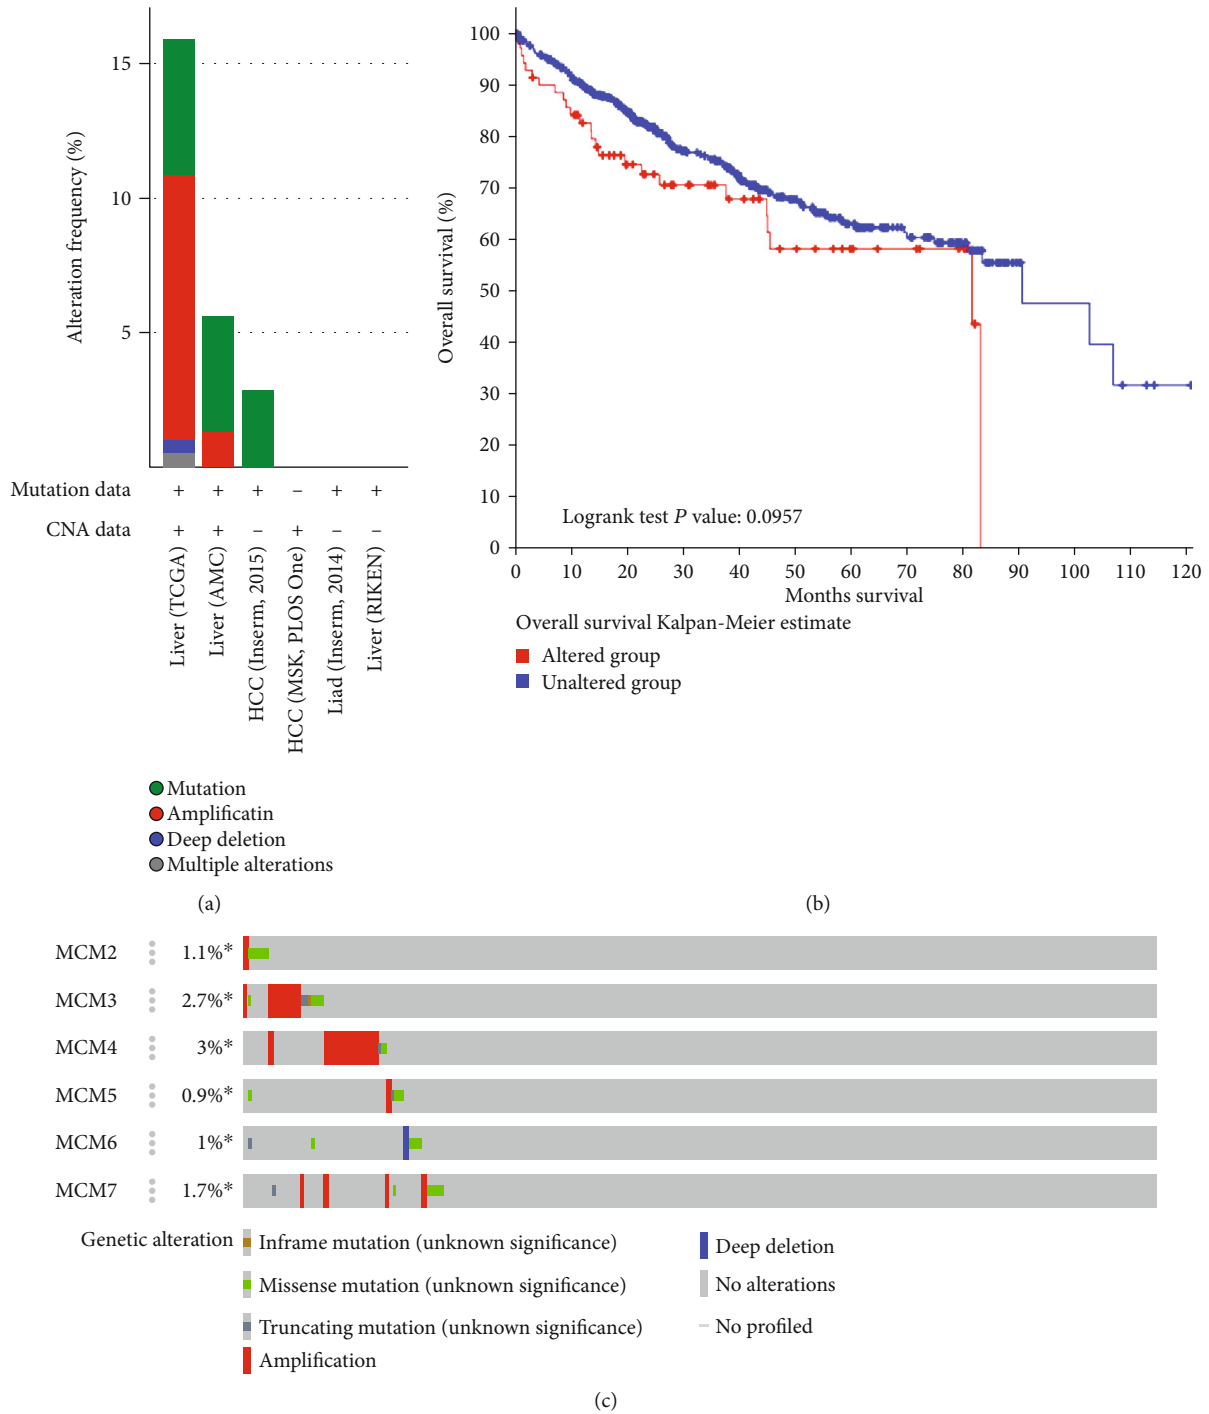 15
10
5
Alteration frequency (%)
Mutation data + + + – + +
CNA data + + – + – –
Liver (TCGA)
Liver (AMC)
HCC (Inserm, 2015)
HCC (MSK, PLOS One)
Liad (Inserm, 2014)
Liver (RIKEN)
Mutation
Amplificatin
Deep deletion
Multiple alterations
(a)
100
90
80
70
60
50
40
30
20
10
0
Overall survival (%)
Logrank test P value: 0.0957
0 10 20 30 40 50 60 70 80 90 100 110 120
Months survival
Overall survival Kalpan-Meier estimate
Altered group
Unaltered group
(b)
MCM2 1.1%*
MCM3 2.7%*
MCM4 3%*
MCM5 0.9%*
MCM6 1%*
MCM7 1.7%*
Genetic alteration
Inframe mutation (unknown significance)
Missense mutation (unknown significance)
Truncating mutation (unknown significance)
Amplification
Deep deletion
No alterations
No profiled
(c)